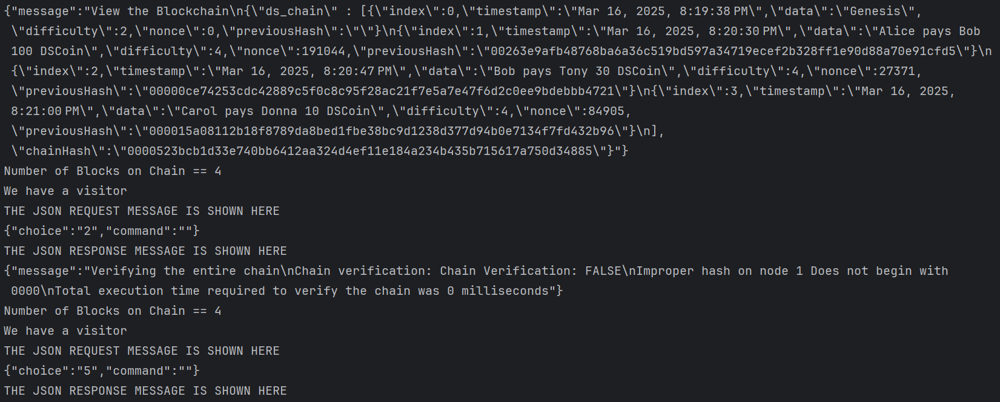 {"message":"View the Blockchain\n{\"ds_chain\" : [{\"index\":0,\"timestamp\":\"Mar 16, 2025, 8:19:38 PM\",\"data\":\"Genesis\",
\"difficulty\":2,\"nonce\":0,\"previousHash\":\"\"}\n{\"index\":1,\"timestamp\":\"Mar 16, 2025, 8:20:30 PM\",\"data\":\"Alice pays Bob
100 DSCoin\",\"difficulty\":4,\"nonce\":191044,\"previousHash\":\"00263e9afb48768ba6a36c519bd597a34719ecef2b328ff1e90d88a70e91cfd5\"}\n
{\"index\":2,\"timestamp\":\"Mar 16, 2025, 8:20:47 PM\",\"data\":\"Bob pays Tony 30 DSCoin\",\"difficulty\":4,\"nonce\":27371,
\"previousHash\":\"00000ce74253cdc42889c5f0c8c95f28ac21f7e5a7e47f6d2c0ee9bdebbb4721\"}\n{\"index\":3,\"timestamp\":\"Mar 16, 2025,
8:21:00 PM\",\"data\":\"Carol pays Donna 10 DSCoin\",\"difficulty\":4,\"nonce\":84905,
\"previousHash\":\"000015a08112b18f8789da8bed1fbe38bc9d1238d377d94b0e7134f7fd432b96\"}\n],
\"chainHash\":\"0000523bcb1d33e740bb6412aa324d4ef11e184a234b435b715617a750d34885\"}"}
Number of Blocks on Chain == 4
We have a visitor
THE JSON REQUEST MESSAGE IS SHOWN HERE
{"choice":"2","command":""}
THE JSON RESPONSE MESSAGE IS SHOWN HERE
{"message":"Verifying the entire chain\nChain verification: Chain Verification: FALSE\nImproper hash on node 1 Does not begin with
0000\nTotal execution time required to verify the chain was 0 milliseconds"}
Number of Blocks on Chain == 4
We have a visitor
THE JSON REQUEST MESSAGE IS SHOWN HERE
{"choice":"5","command":""}
THE JSON RESPONSE MESSAGE IS SHOWN HERE